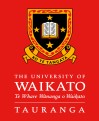 THE UNIVERSITY OF
WAIKATO
Te Whare Wānanga o Waikato
TAURANGA